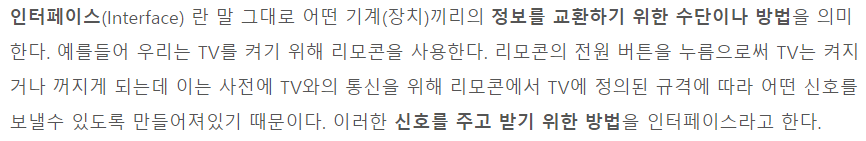 인터페이스(Interface) 란 말 그대로 어떤 기계(장치)끼리의 정보를 교환하기 위한 수단이나 방법을 의미
한다. 예를들어 우리는 TV를 켜기 위해 리모콘을 사용한다. 리모콘의 전원 버튼을 누름으로써 TV는 켜지
거나 꺼지게 되는데 이는 사전에 TV와의 통신을 위해 리모콘에서 TV에 정의된 규격에 따라 어떤 신호를
보낼수 있도록 만들어져있기 때문이다. 이러한 신호를 주고 받기 위한 방법을 인터페이스라고 한다.